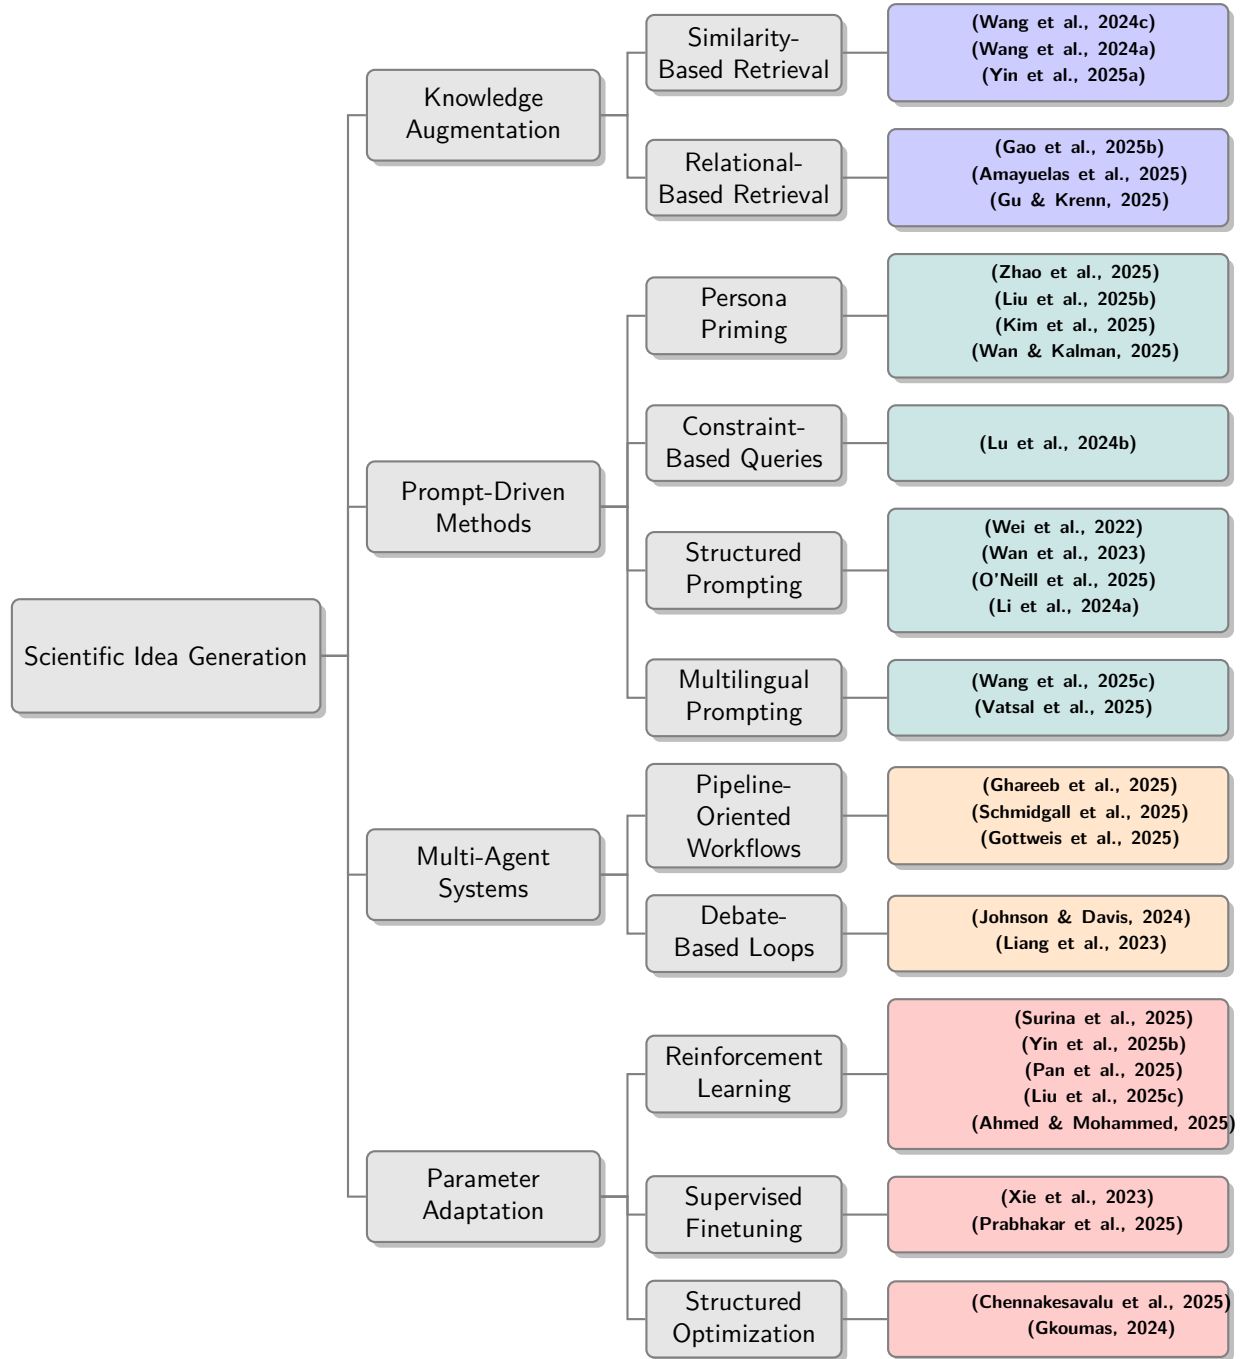 Scientific Idea Generation
Knowledge
Augmentation
Similarity-
Based Retrieval
(Wang et al., 2024c)
(Wang et al., 2024a)
(Yin et al., 2025a)
Relational-
Based Retrieval
(Gao et al., 2025b)
(Amayuelas et al., 2025)
(Gu & Krenn, 2025)
Prompt-Driven
Methods
Persona
Priming
(Zhao et al., 2025)
(Liu et al., 2025b)
(Kim et al., 2025)
(Wan & Kalman, 2025)
Constraint-
Based Queries
(Lu et al., 2024b)
Structured
Prompting
(Wei et al., 2022)
(Wan et al., 2023)
(O'Neill et al., 2025)
(Li et al., 2024a)
Multilingual
Prompting
(Wang et al., 2025c)
(Vatsal et al., 2025)
Multi-Agent
Systems
Pipeline-
Oriented
Workflows
(Ghareeb et al., 2025)
(Schmidgall et al., 2025)
(Gottweis et al., 2025)
Debate-
Based Loops
(Johnson & Davis, 2024)
(Liang et al., 2023)
Parameter
Adaptation
Reinforcement
Learning
(Surina et al., 2025)
(Yin et al., 2025b)
(Pan et al., 2025)
(Liu et al., 2025c)
(Ahmed & Mohammed, 2025)
Supervised
Finetuning
(Xie et al., 2023)
(Prabhakar et al., 2025)
Structured
Optimization
(Chennakesavalu et al., 2025)
(Gkoumas, 2024)